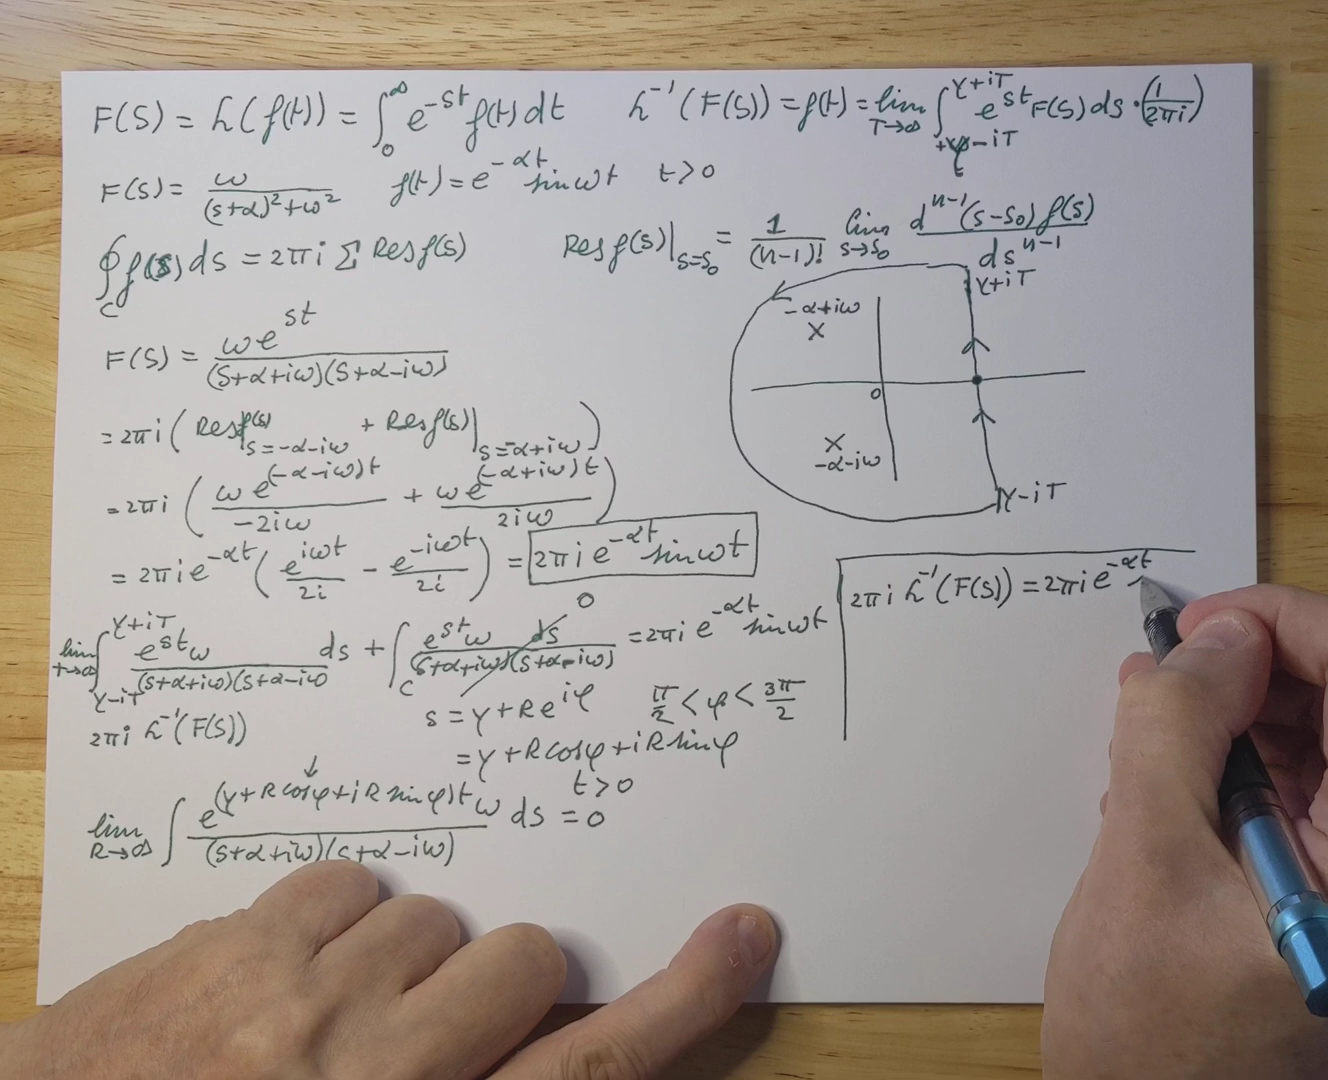 F(S) = L(f(t)) = ∫₀^∞ e^{-st} f(t) dt   L^{-1}(F(S)) = f(t) = lim_{T→∞} ∫_{γ-iT}^{γ+iT} e^{st} F(S) ds · (1/2πi)
F(S) = ω/((s+α)²+ω²)   f(t) = e^{-αt} sin ωt   t > 0
∮_C f(s) ds = 2πi Σ Res f(s)   Res f(s)|_{s=s₀} = 1/(n-1)! lim_{s→s₀} d^{n-1}(s-s₀) f(s)/ds^{n-1}
γ+iT
-α+iω
×
0
×
-α-iω
γ-iT
F(S) = ωe^{st}/((S+α+iω)(S+α-iω))
= 2πi (Res f(s)|_{s=-α-iω} + Res f(s)|_{s=-α+iω})
= 2πi (ωe^{(-α-iω)t}/(-2iω) + ωe^{(-α+iω)t}/(2iω))
= 2πi e^{-αt} (e^{iωt}/2i - e^{-iωt}/2i) = 2πi e^{-αt} sin ωt
lim_{T→∞} ∫_{γ-iT}^{γ+iT} e^{st}ω/((s+α+iω)(s+α-iω) ds + ∫_C e^{st}ω ds/((s+α+iω)(s+α-iω)) = 2πi e^{-αt} sin ωt
0
2πi L^{-1}(F(S))   s = γ+Re^{iφ}   π/2 < φ < 3π/2
= γ+R cosφ + iR sinφ
↓   t > 0
lim_{R→∞} ∫ e^{(γ+R cosφ+iR sinφ)t} ω/((s+α+iω)(s+α-iω)) ds = 0
2πi L^{-1}(F(S)) = 2πi e^{-αt}